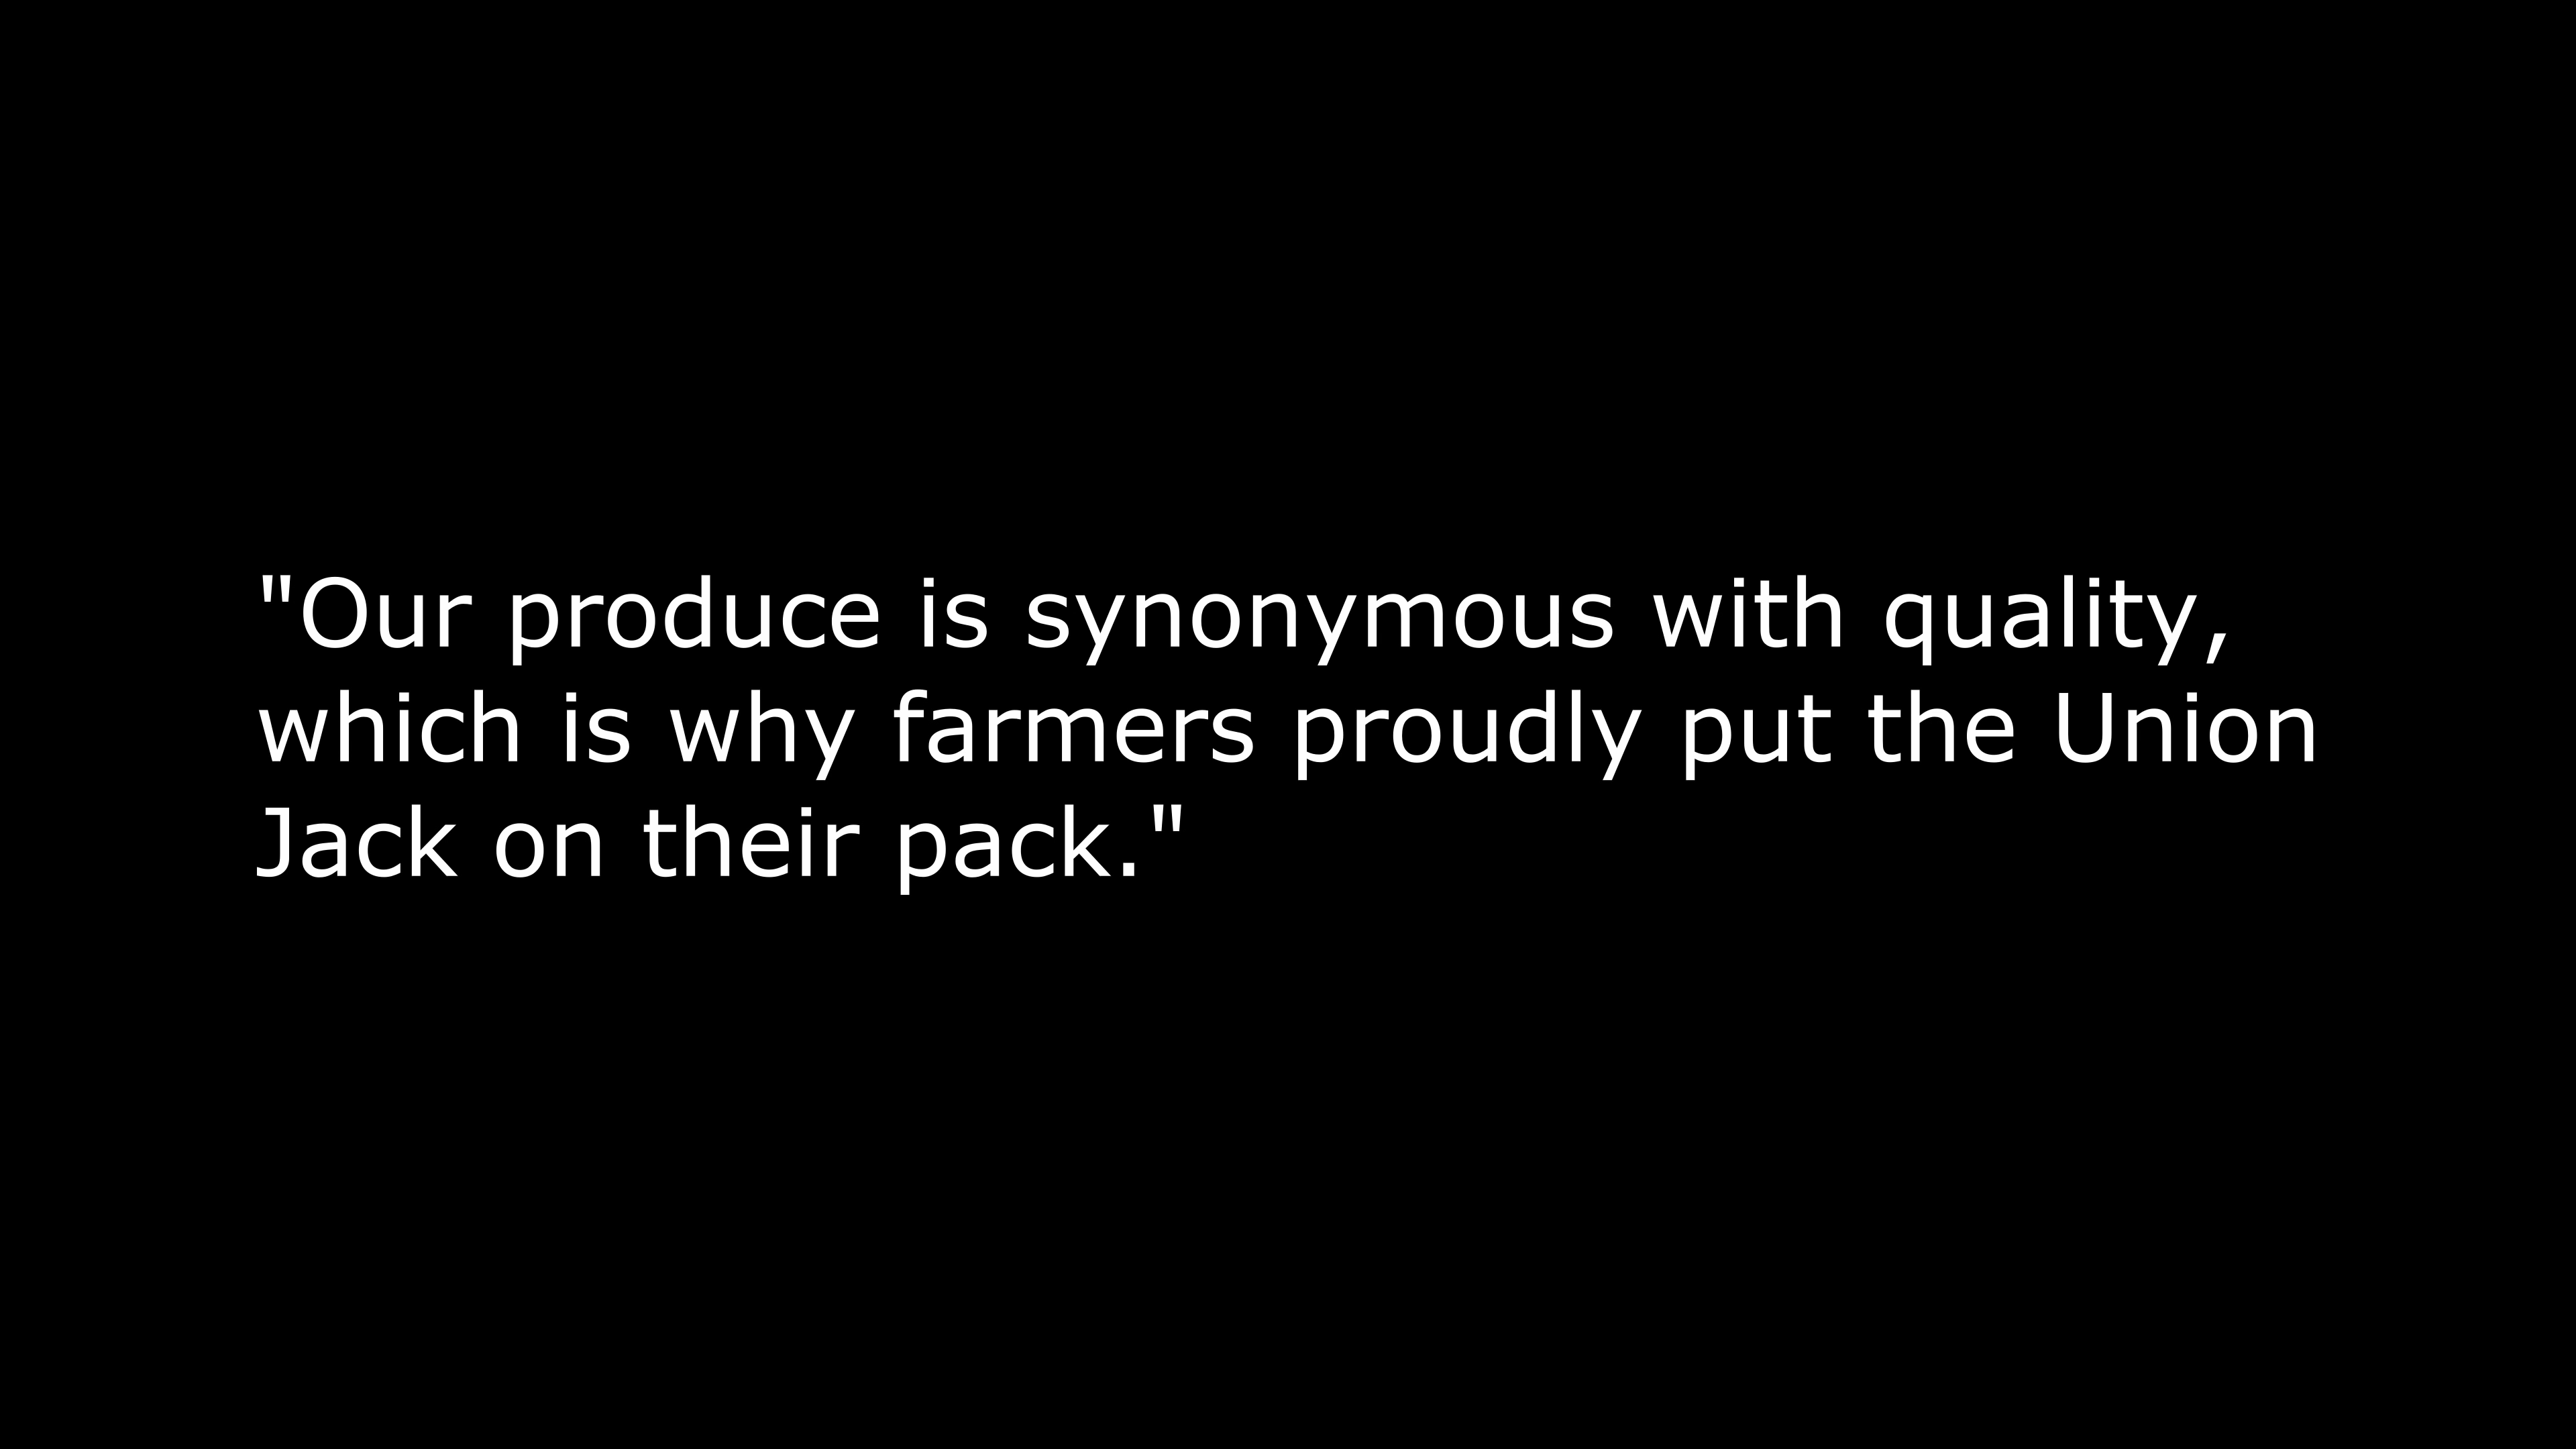 "Our produce is synonymous with quality,
which is why farmers proudly put the Union
Jack on their pack."